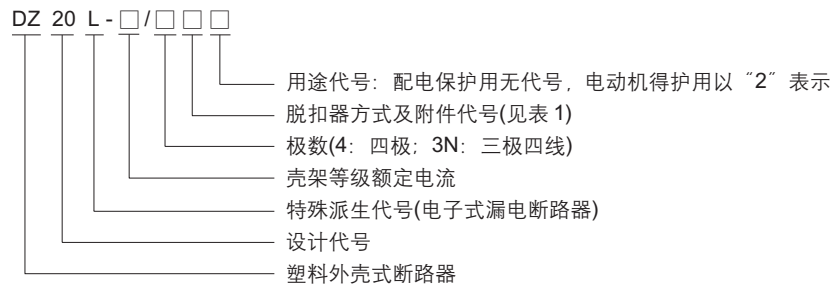 DZ 20 L - □ / □ □ □
用途代号：配电保护用无代号，电动机得护用以“2”表示
脱扣器方式及附件代号(见表1)
极数(4：四极；3N：三极四线)
壳架等级额定电流
特殊派生代号(电子式漏电断路器)
设计代号
塑料外壳式断路器